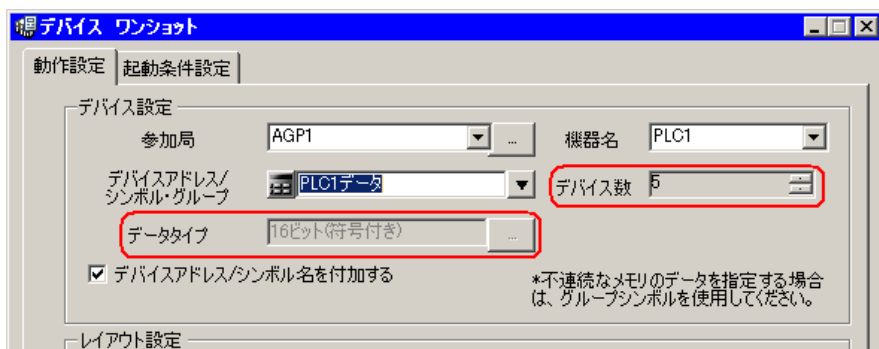 デバイス ワンショット
動作設定 起動条件設定
デバイス設定
参加局 AGP1 ... 機器名 PLC1
デバイスアドレス/
シンボル・グループ PLC1データ デバイス数 5
データタイプ 16ビット(符号付き) ...
デバイスアドレス/シンボル名を付加する
*不連続なメモリのデータを指定する場合
は、グループシンボルを使用してください。
レイアウト設定